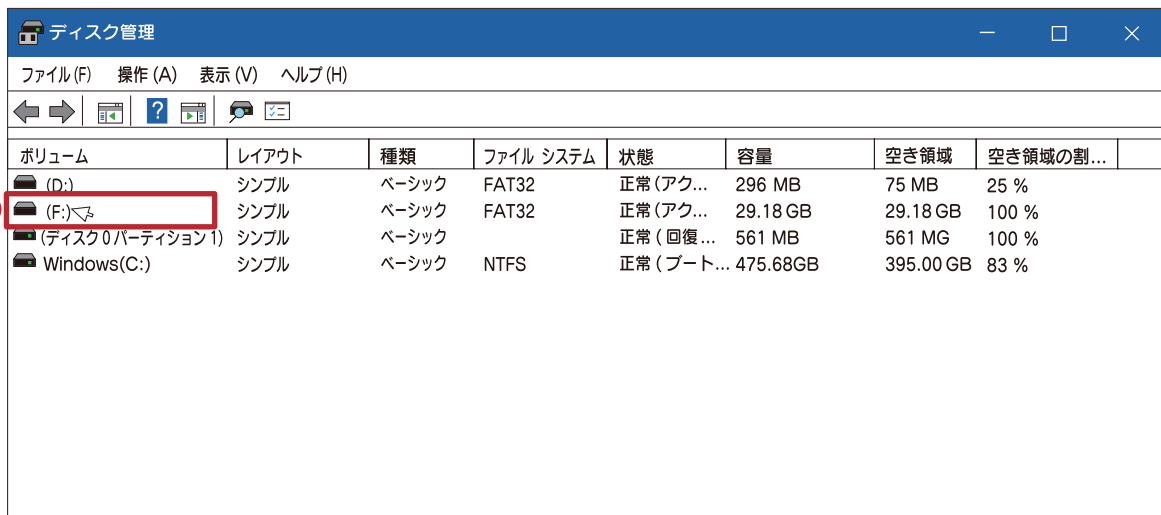 ディスク管理
ファイル(F) 操作(A) 表示(V) ヘルプ(H)
?
ボリューム レイアウト 種類 ファイル システム 状態 容量 空き領域 空き領域の割...
(D:) シンプル ベーシック FAT32 正常(アク... 296 MB 75 MB 25 %
(F:) シンプル ベーシック FAT32 正常(アク... 29.18 GB 29.18 GB 100 %
(ディスク0パーティション1) シンプル ベーシック 正常(回復... 561 MB 561 MG 100 %
Windows(C:) シンプル ベーシック NTFS 正常(ブート... 475.68GB 395.00 GB 83 %